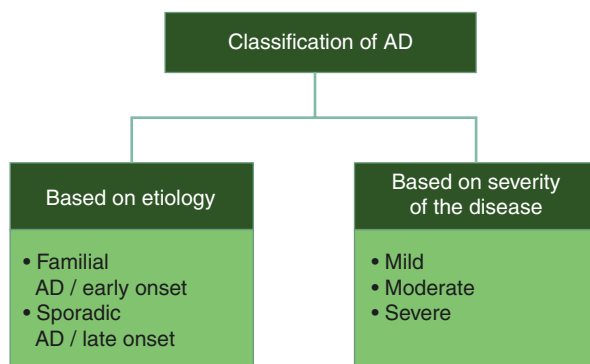 Classification of AD
Based on etiology
• Familial
AD / early onset
• Sporadic
AD / late onset
Based on severity
of the disease
• Mild
• Moderate
• Severe